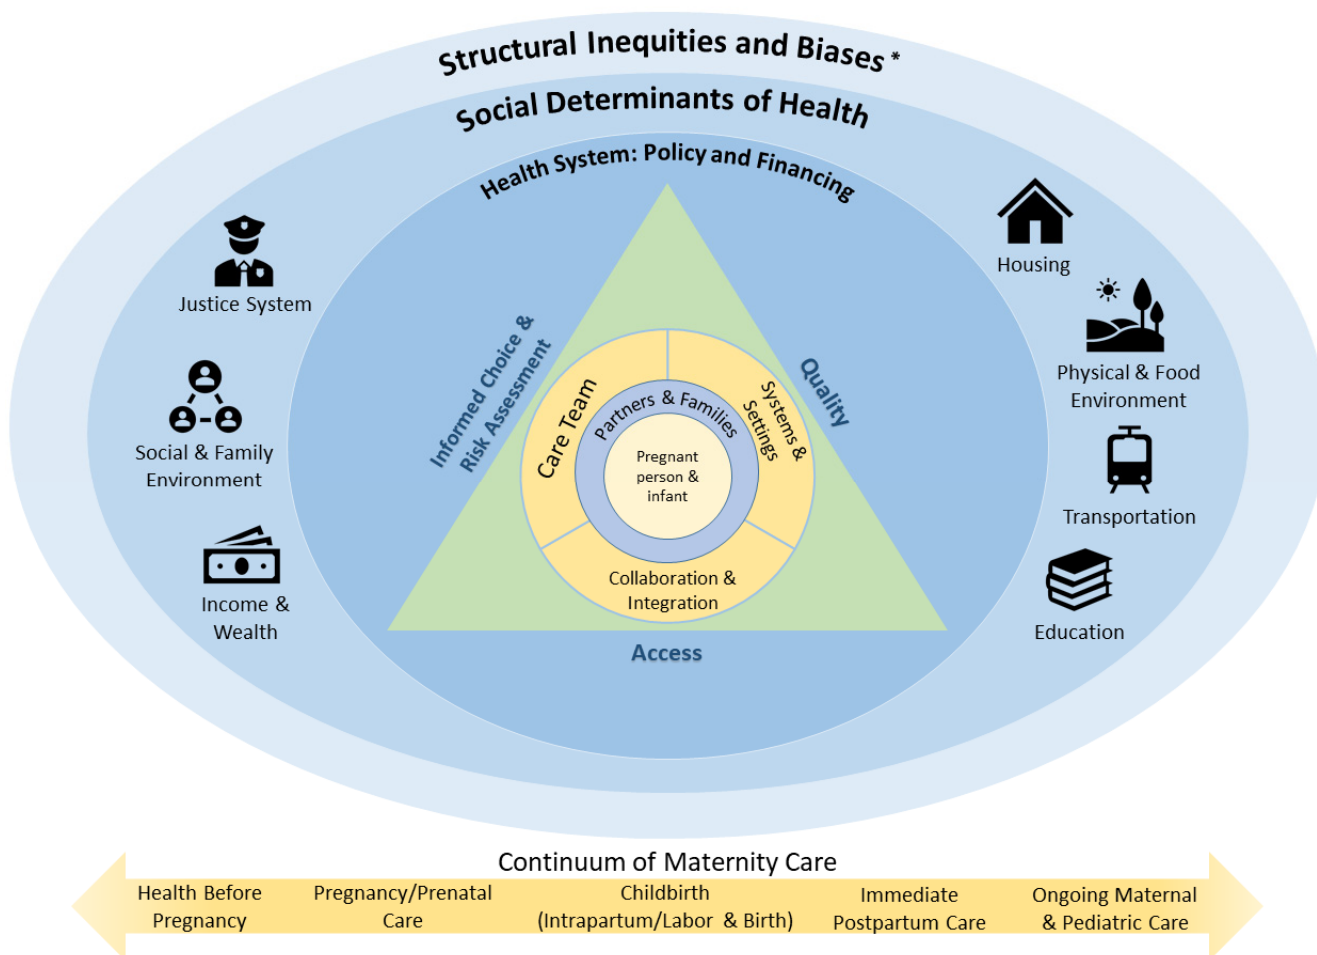 Structural Inequities and Biases*
Social Determinants of Health
Health System: Policy and Financing
Justice System
Social & Family
Environment
Income &
Wealth
Housing
Physical & Food
Environment
Transportation
Education
Informed Choice &
Risk Assessment
Quality
Access
Care Team
Systems &
Settings
Collaboration &
Integration
Partners & Families
Pregnant
person &
infant
Continuum of Maternity Care
Health Before
Pregnancy
Pregnancy/Prenatal
Care
Childbirth
(Intrapartum/Labor & Birth)
Immediate
Postpartum Care
Ongoing Maternal
& Pediatric Care